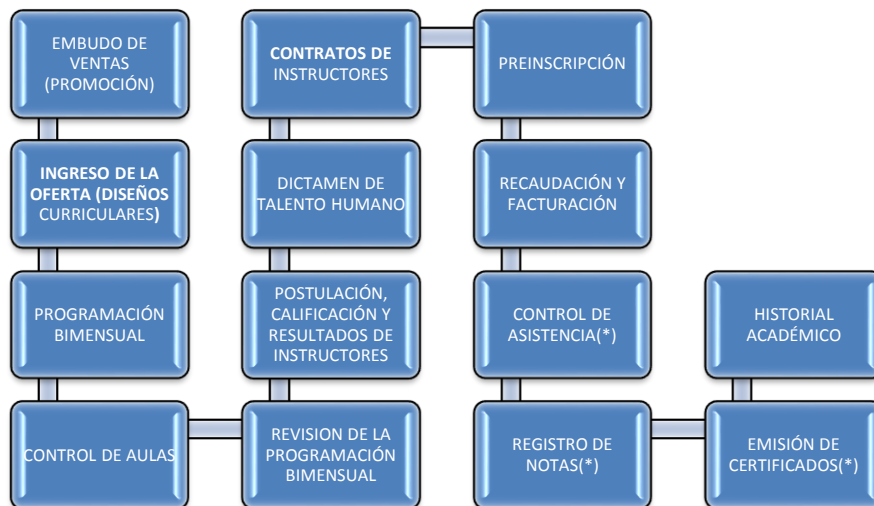 EMBUDO DE
VENTAS
(PROMOCIÓN)
INGRESO DE LA
OFERTA (DISEÑOS
CURRICULARES)
PROGRAMACIÓN
BIMENSUAL
CONTROL DE AULAS
REVISION DE LA
PROGRAMACIÓN
BIMENSUAL
POSTULACIÓN,
CALIFICACIÓN Y
RESULTADOS DE
INSTRUCTORES
DICTAMEN DE
TALENTO HUMANO
CONTRATOS DE
INSTRUCTORES
PREINSCRIPCIÓN
RECAUDACIÓN Y
FACTURACIÓN
CONTROL DE
ASISTENCIA(*)
REGISTRO DE
NOTAS(*)
EMISIÓN DE
CERTIFICADOS(*)
HISTORIAL
ACADÉMICO